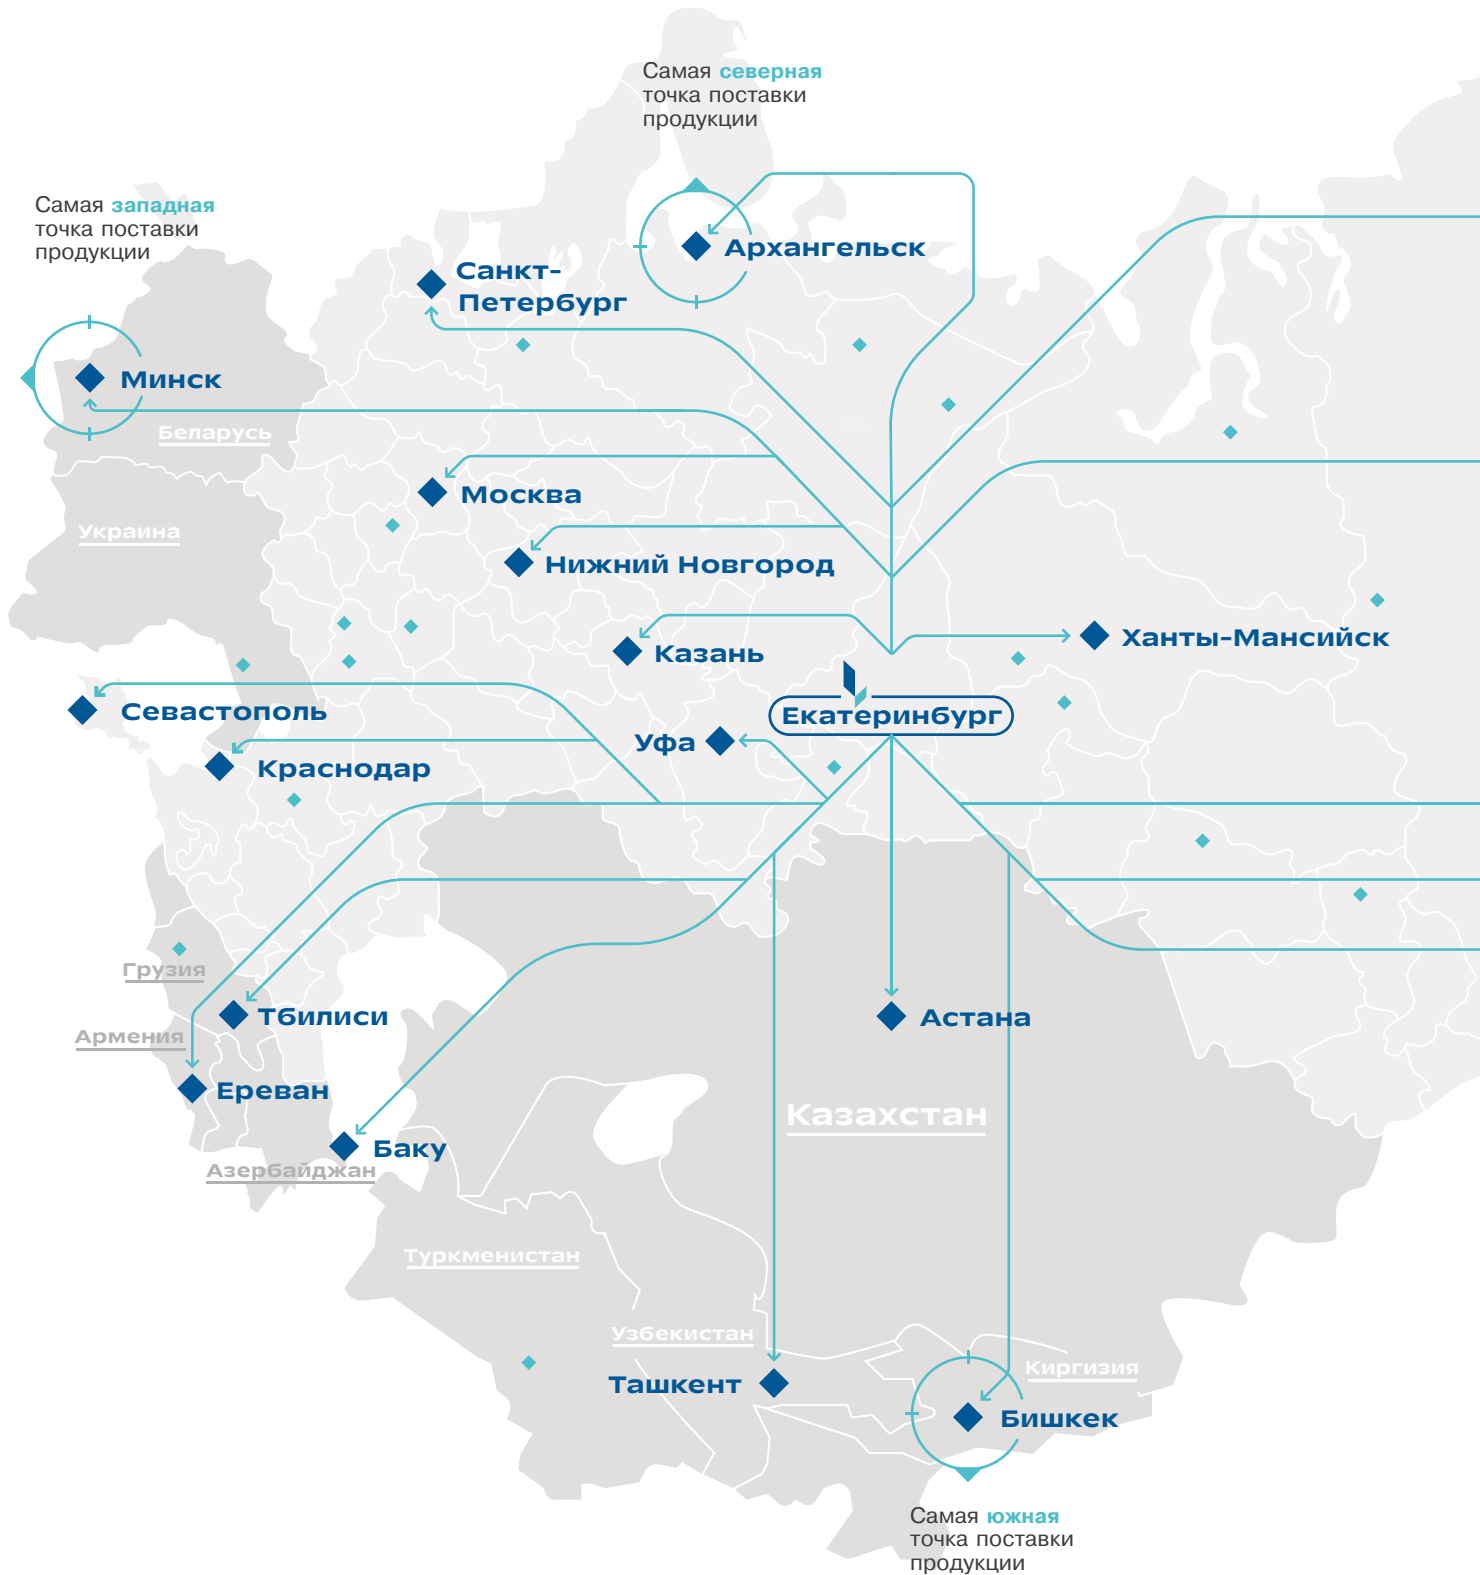 Самая северная
точка поставки
продукции
Самая западная
точка поставки
продукции
Архангельск
Санкт-
Петербург
Минск
Беларусь
Москва
Украина
Нижний Новгород
Ханты-Мансийск
Казань
Севастополь
Екатеринбург
Уфа
Краснодар
Грузия
Тбилиси
Астана
Армения
Ереван
Казахстан
Баку
Азербайджан
Туркменистан
Узбекистан
Киргизия
Ташкент
Бишкек
Самая южная
точка поставки
продукции